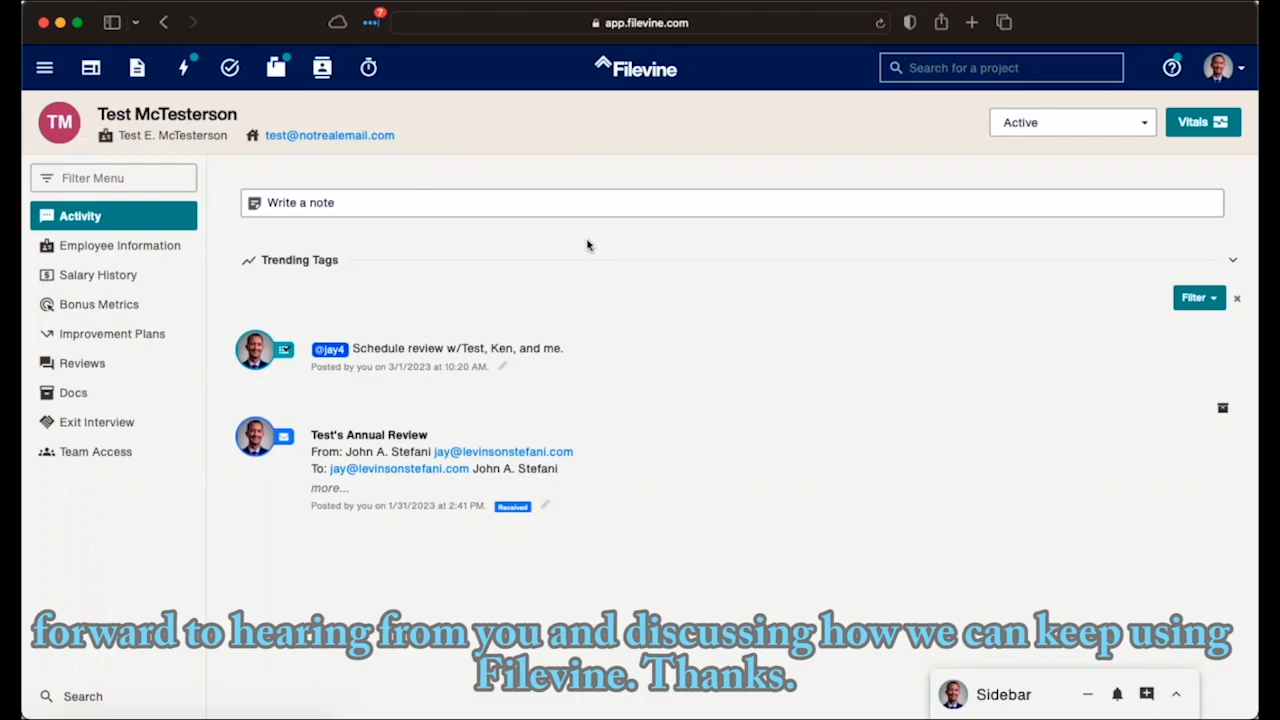 7
app.filevine.com
Filevine
Search for a project
TM
Test McTesterson
Test E. McTesterson
test@notrealemail.com
Active
Vitals
Filter Menu
Write a note
Activity
Employee Information
Trending Tags
Salary History
Filter
Bonus Metrics
Improvement Plans
@jay4 Schedule review w/Test, Ken, and me.
Posted by you on 3/1/2023 at 10:20 AM.
Reviews
Docs
Exit Interview
Team Access
Test's Annual Review
From: John A. Stefani jay@levinsonstefani.com
To: jay@levinsonstefani.com John A. Stefani
more...
Posted by you on 1/31/2023 at 2:41 PM. Received
forward to hearing from you and discussing how we can keep using
Filevine. Thanks.
Search
Sidebar